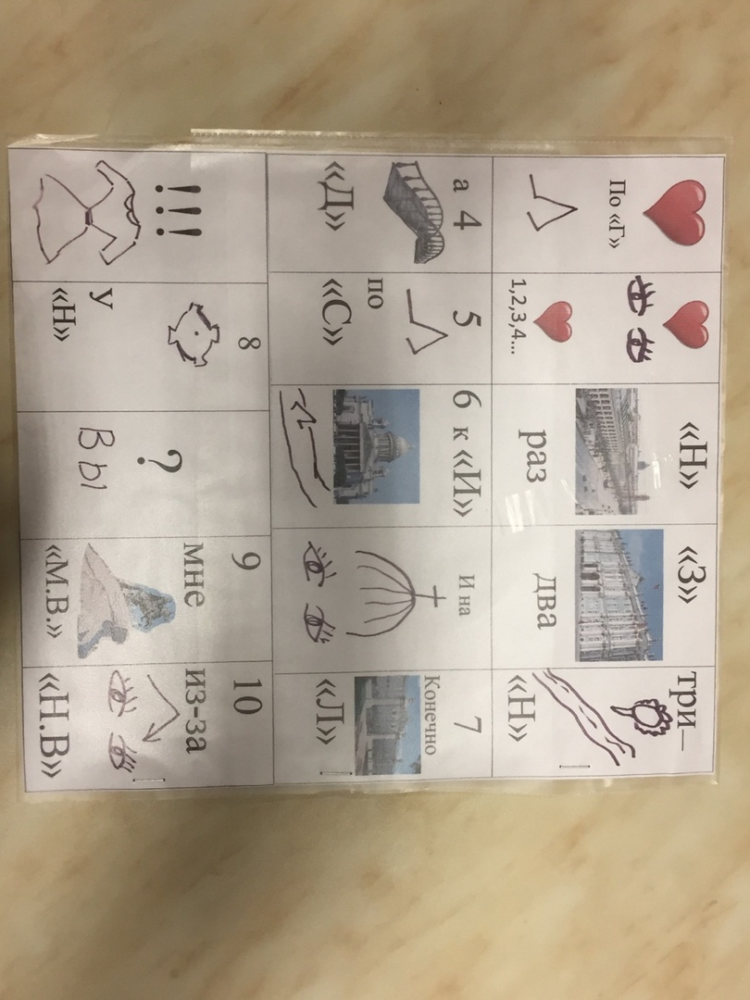 По «Г»
1,2,3,4...
«Н»
раз
«З»
два
три–
«Н»
а 4
«Д»
5
по
«С»
6 к «И»
И на
7
Конечно
«Л»
!!!
8
у
«Н»
?
Вы
9
мне
«М.В.»
10
из-за
«Н.В»